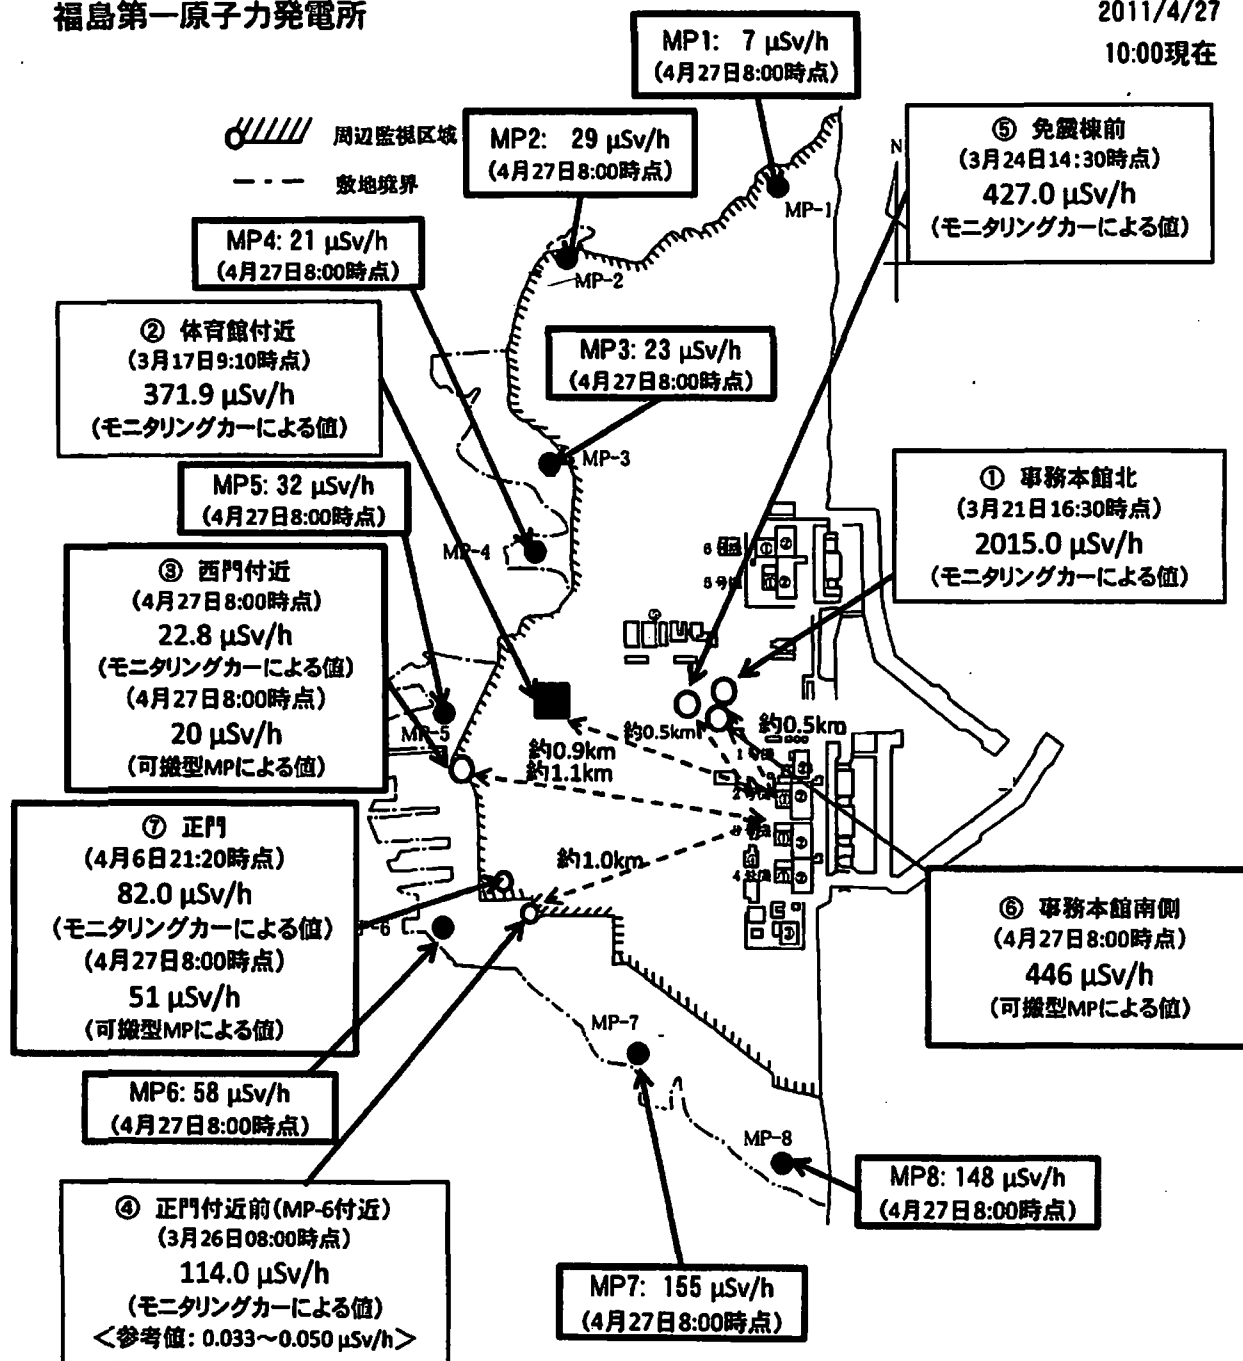 福島第一原子力発電所
2011/4/27
10:00現在
周辺監視区域
敷地境界
N
MP1: 7 μSv/h
(4月27日8:00時点)
MP2: 29 μSv/h
(4月27日8:00時点)
MP4: 21 μSv/h
(4月27日8:00時点)
⑤ 免震棟前
(3月24日14:30時点)
427.0 μSv/h
(モニタリングカーによる値)
② 体育館付近
(3月17日9:10時点)
371.9 μSv/h
(モニタリングカーによる値)
MP3: 23 μSv/h
(4月27日8:00時点)
MP5: 32 μSv/h
(4月27日8:00時点)
① 事務本館北
(3月21日16:30時点)
2015.0 μSv/h
(モニタリングカーによる値)
③ 西門付近
(4月27日8:00時点)
22.8 μSv/h
(モニタリングカーによる値)
(4月27日8:00時点)
20 μSv/h
(可搬型MPによる値)
⑦ 正門
(4月6日21:20時点)
82.0 μSv/h
(モニタリングカーによる値)
(4月27日8:00時点)
51 μSv/h
(可搬型MPによる値)
⑥ 事務本館南側
(4月27日8:00時点)
446 μSv/h
(可搬型MPによる値)
MP6: 58 μSv/h
(4月27日8:00時点)
④ 正門付近前(MP-6付近)
(3月26日08:00時点)
114.0 μSv/h
(モニタリングカーによる値)
<参考値: 0.033~0.050 μSv/h>
MP7: 155 μSv/h
(4月27日8:00時点)
MP8: 148 μSv/h
(4月27日8:00時点)
MP-1
MP-2
MP-3
MP-4
MP-5
MP-7
MP-8
約0.5km
約0.5km
約0.9km
約1.1km
約1.0km